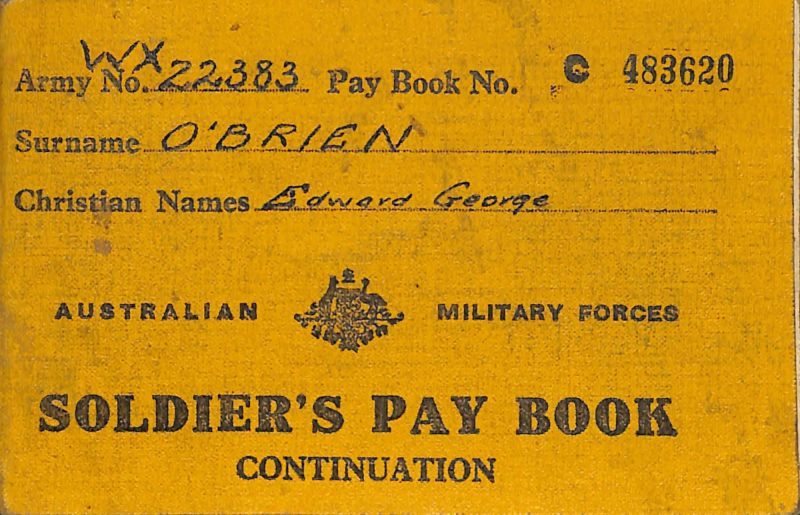 Army No. WX 22383 Pay Book No. C 483620
Surname O'BRIEN
Christian Names Edward George
AUSTRALIAN MILITARY FORCES
SOLDIER'S PAY BOOK
CONTINUATION